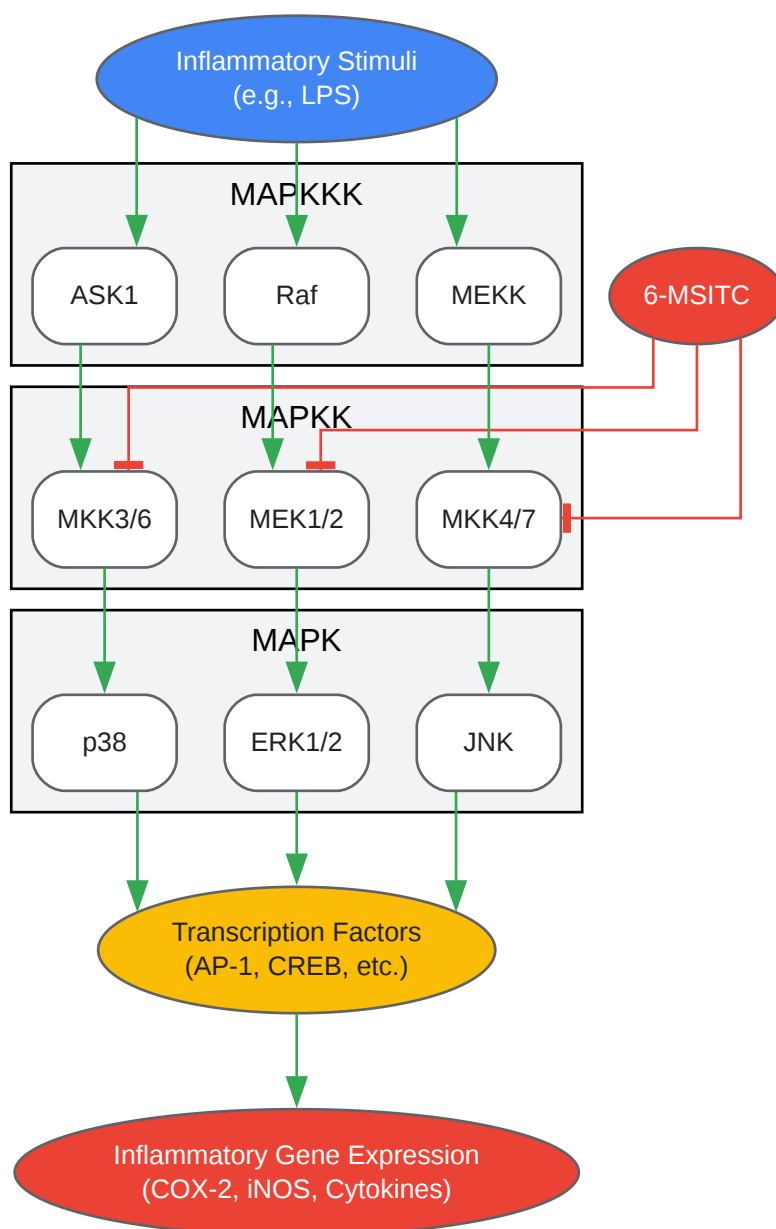 Inflammatory Stimuli
(e.g., LPS)
MAPKKK
ASK1
Raf
MEKK
6-MSITC
MAPKK
MKK3/6
MEK1/2
MKK4/7
MAPK
p38
ERK1/2
JNK
Transcription Factors
(AP-1, CREB, etc.)
Inflammatory Gene Expression
(COX-2, iNOS, Cytokines)